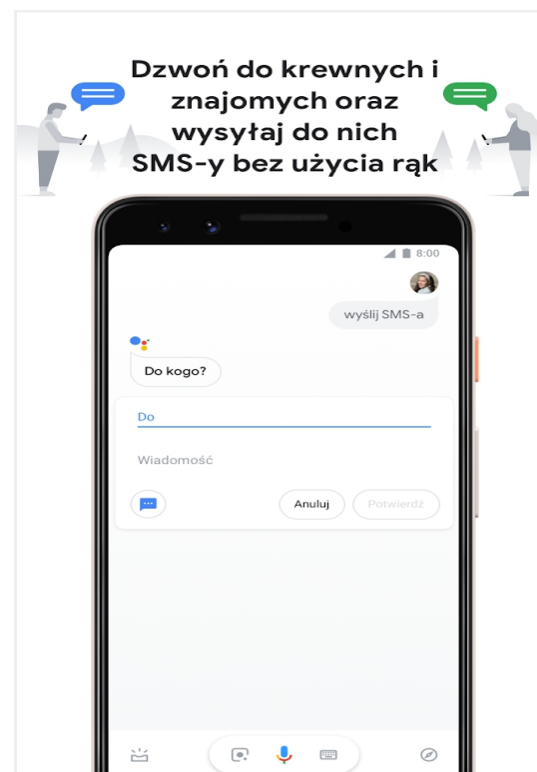 Dzwoń do krewnych i
znajomych oraz
wysyłaj do nich
SMS-y bez użycia rąk
8:00
wyślij SMS-a
Do kogo?
Do
Wiadomość
Anuluj
Potwierdź